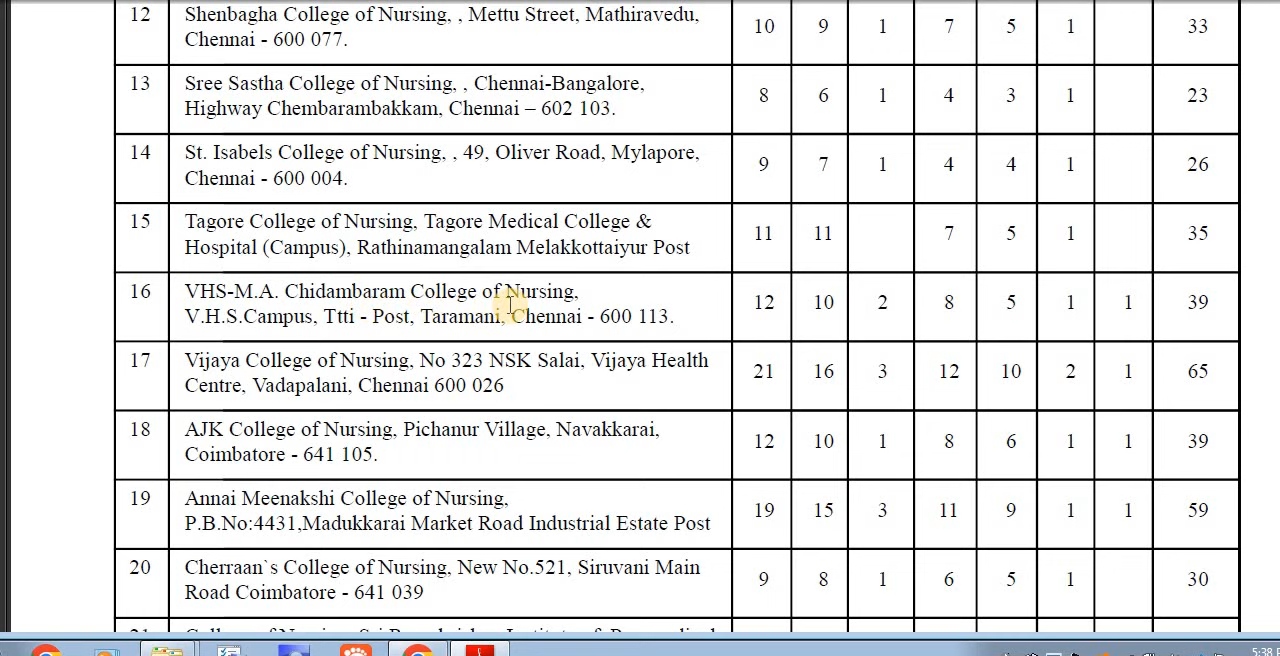 12 Shenbagha College of Nursing, , Mettu Street, Mathiravedu, 10 9 1 7 5 1 33
Chennai - 600 077.
13 Sree Sastha College of Nursing, , Chennai-Bangalore, 8 6 1 4 3 1 23
Highway Chembarambakkam, Chennai – 602 103.
14 St. Isabels College of Nursing, , 49, Oliver Road, Mylapore, 9 7 1 4 4 1 26
Chennai - 600 004.
15 Tagore College of Nursing, Tagore Medical College & 11 11 7 5 1 35
Hospital (Campus), Rathinamangalam Melakkottaiyur Post
16 VHS-M.A. Chidambaram College of Nursing, 12 10 2 8 5 1 1 39
V.H.S.Campus, Ttti - Post, Taramani, Chennai - 600 113.
17 Vijaya College of Nursing, No 323 NSK Salai, Vijaya Health 21 16 3 12 10 2 1 65
Centre, Vadapalani, Chennai 600 026
18 AJK College of Nursing, Pichanur Village, Navakkarai, 12 10 1 8 6 1 1 39
Coimbatore - 641 105.
19 Annai Meenakshi College of Nursing, 19 15 3 11 9 1 1 59
P.B.No:4431,Madukkarai Market Road Industrial Estate Post
20 Cherraan`s College of Nursing, New No.521, Siruvani Main 9 8 1 6 5 1 30
Road Coimbatore - 641 039
5:38